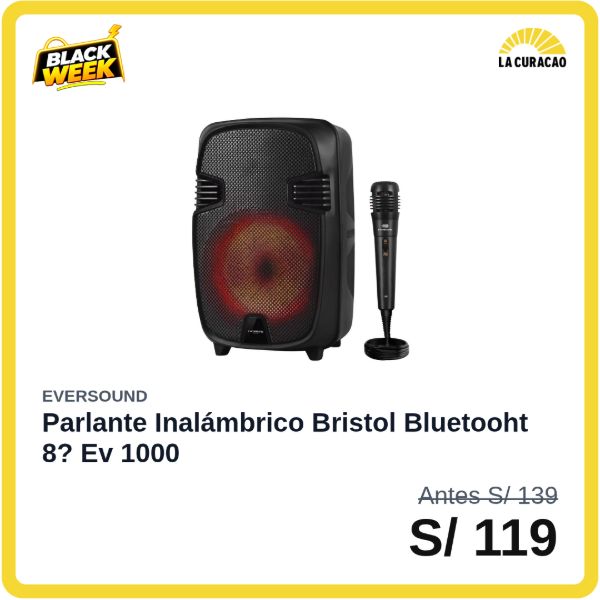 BLACK
WEEK
LA CURACAO
EVERSOUND
Parlante Inalámbrico Bristol Bluetooht
8? Ev 1000
Antes S/ 139
S/ 119